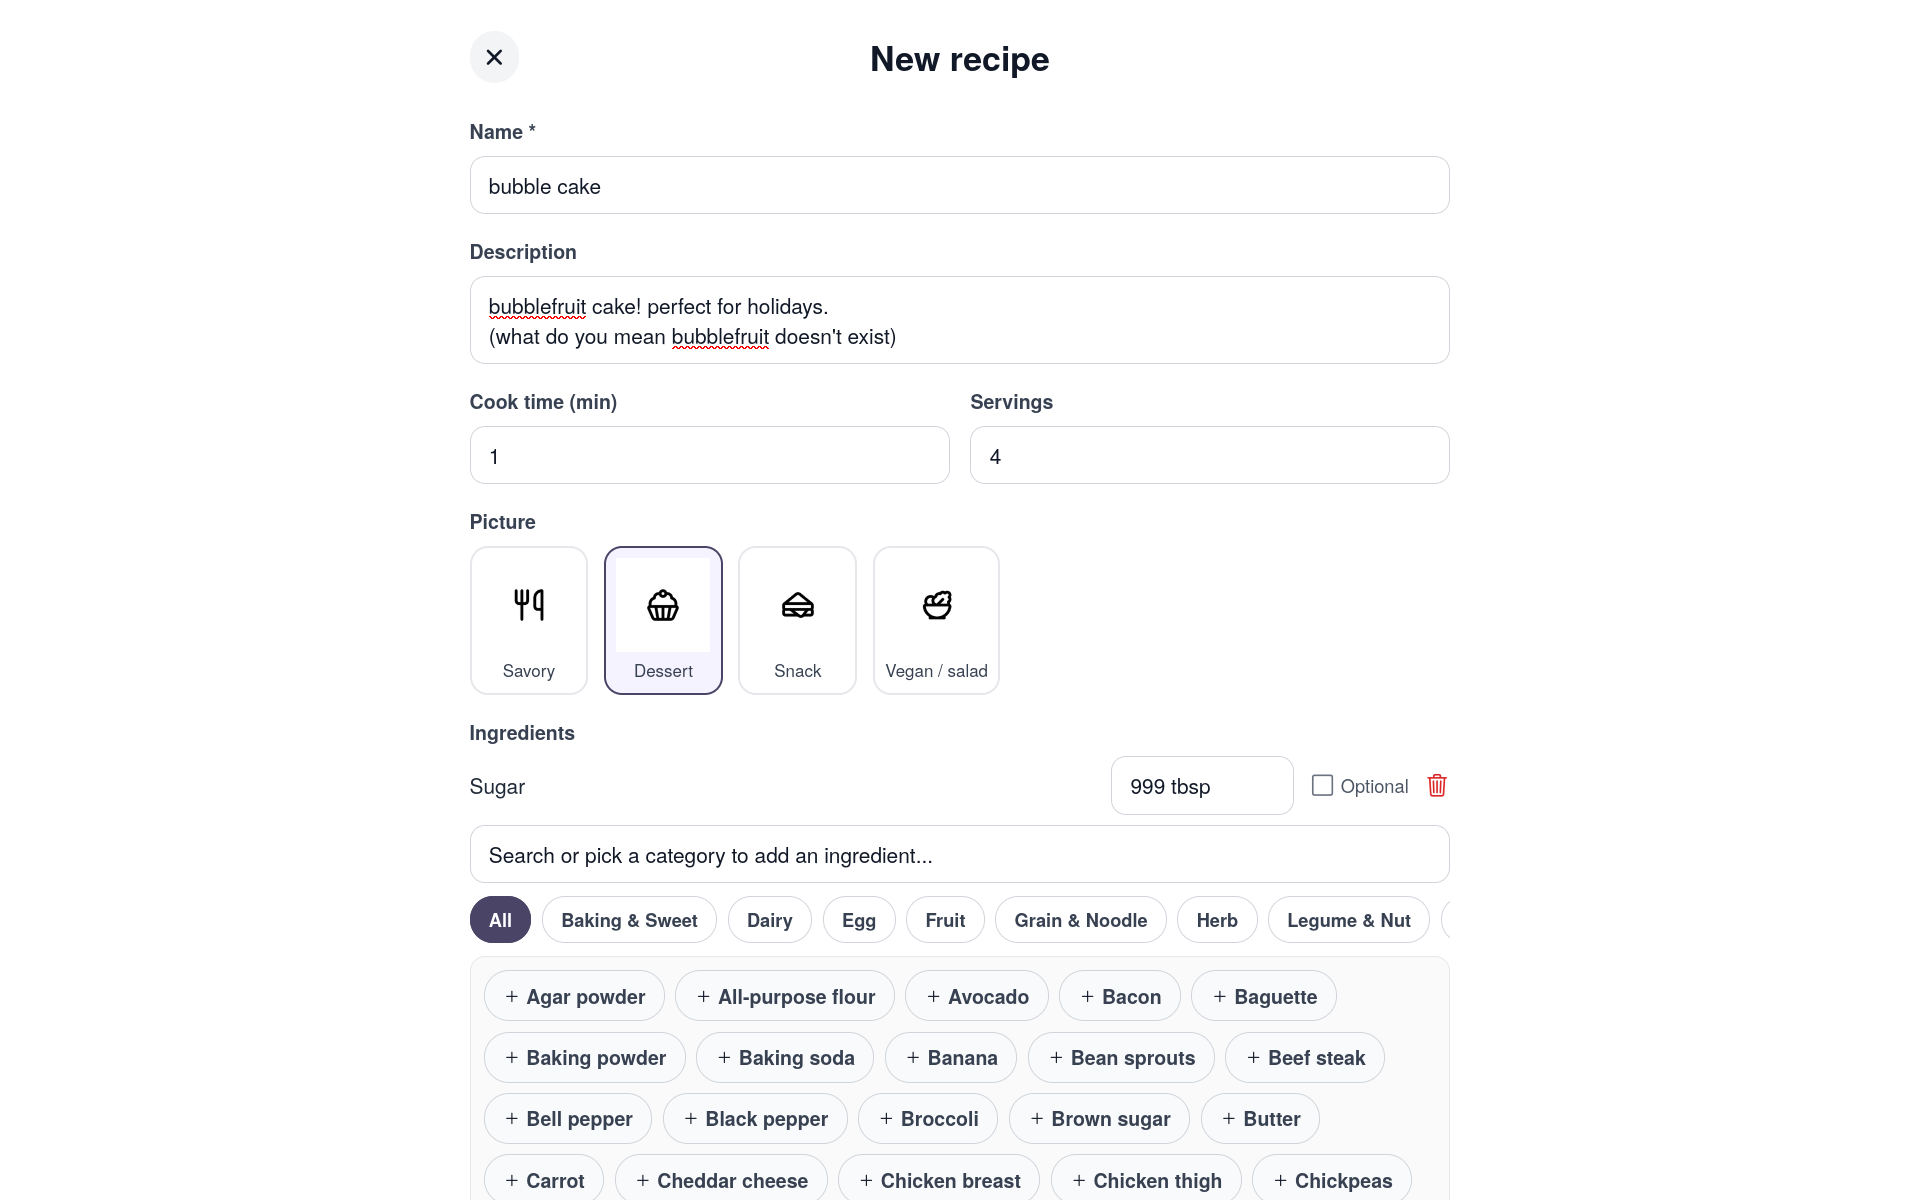 New recipe
Name *
bubble cake
Description
bubblefruit cake! perfect for holidays.
(what do you mean bubblefruit doesn't exist)
Cook time (min)
Servings
1
4
Picture
Savory
Dessert
Snack
Vegan / salad
Ingredients
Sugar
999 tbsp
Optional
Search or pick a category to add an ingredient...
All
Baking & Sweet
Dairy
Egg
Fruit
Grain & Noodle
Herb
Legume & Nut
+ Agar powder
+ All-purpose flour
+ Avocado
+ Bacon
+ Baguette
+ Baking powder
+ Baking soda
+ Banana
+ Bean sprouts
+ Beef steak
+ Bell pepper
+ Black pepper
+ Broccoli
+ Brown sugar
+ Butter
+ Carrot
+ Cheddar cheese
+ Chicken breast
+ Chicken thigh
+ Chickpeas